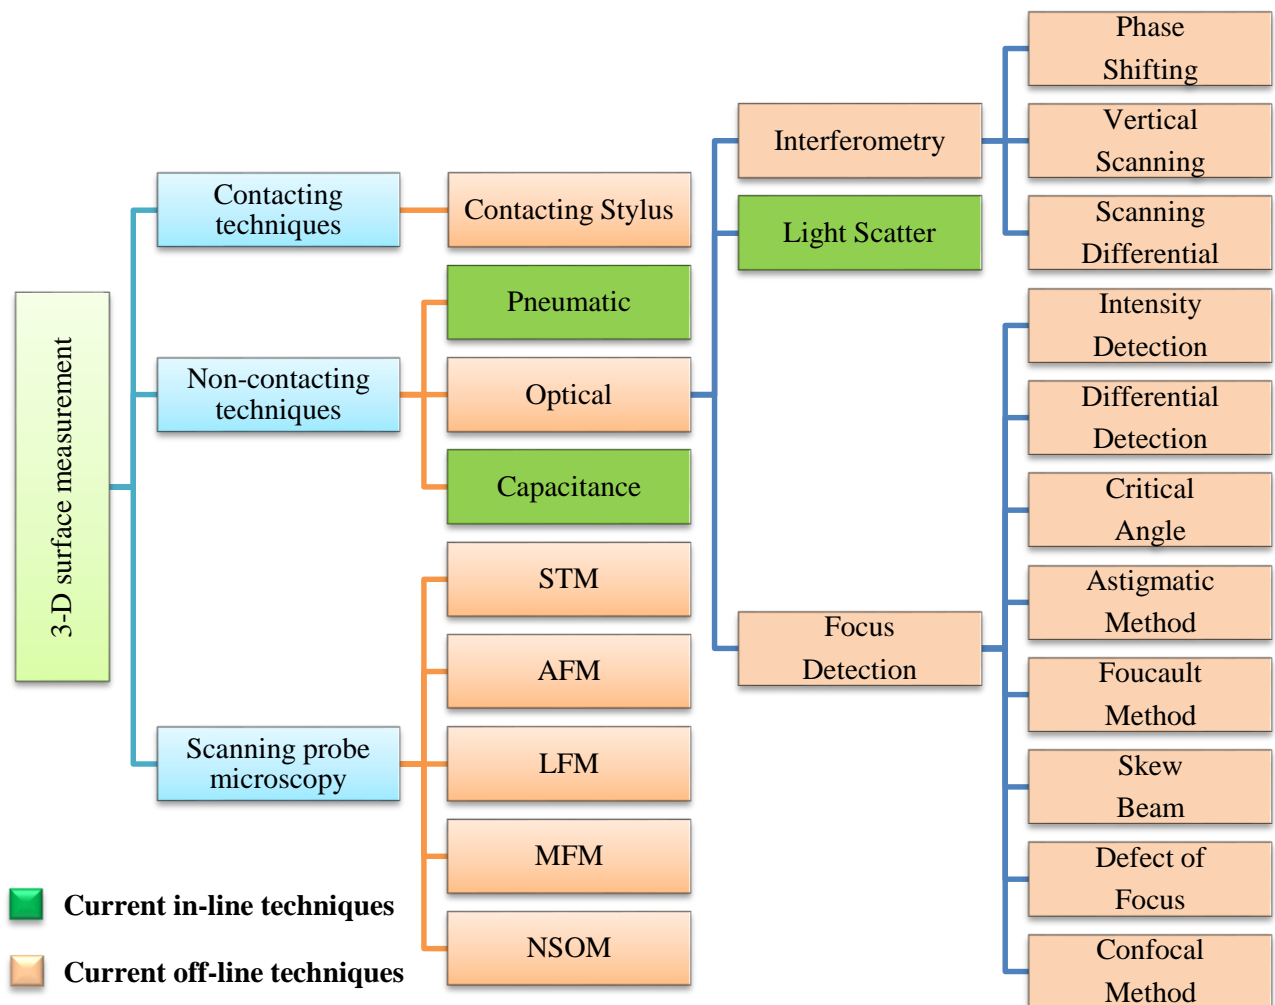 3-D surface measurement
Contacting
techniques
Non-contacting
techniques
Scanning probe
microscopy
Contacting Stylus
Pneumatic
Optical
Capacitance
STM
AFM
LFM
MFM
NSOM
Interferometry
Light Scatter
Focus
Detection
Phase
Shifting
Vertical
Scanning
Scanning
Differential
Intensity
Detection
Differential
Detection
Critical
Angle
Astigmatic
Method
Foucault
Method
Skew
Beam
Defect of
Focus
Confocal
Method
Current in-line techniques
Current off-line techniques